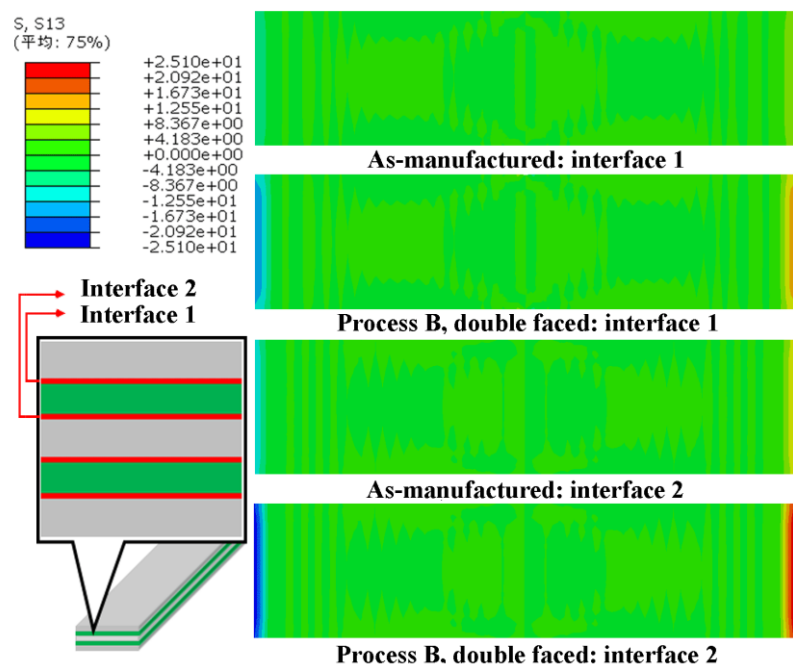 S, S13
(平均: 75%)
+2.510e+01
+2.092e+01
+1.673e+01
+1.255e+01
+8.367e+00
+4.183e+00
+0.000e+00
-4.183e+00
-8.367e+00
-1.255e+01
-1.673e+01
-2.092e+01
-2.510e+01
As-manufactured: interface 1
Process B, double faced: interface 1
Interface 2
Interface 1
As-manufactured: interface 2
Process B, double faced: interface 2